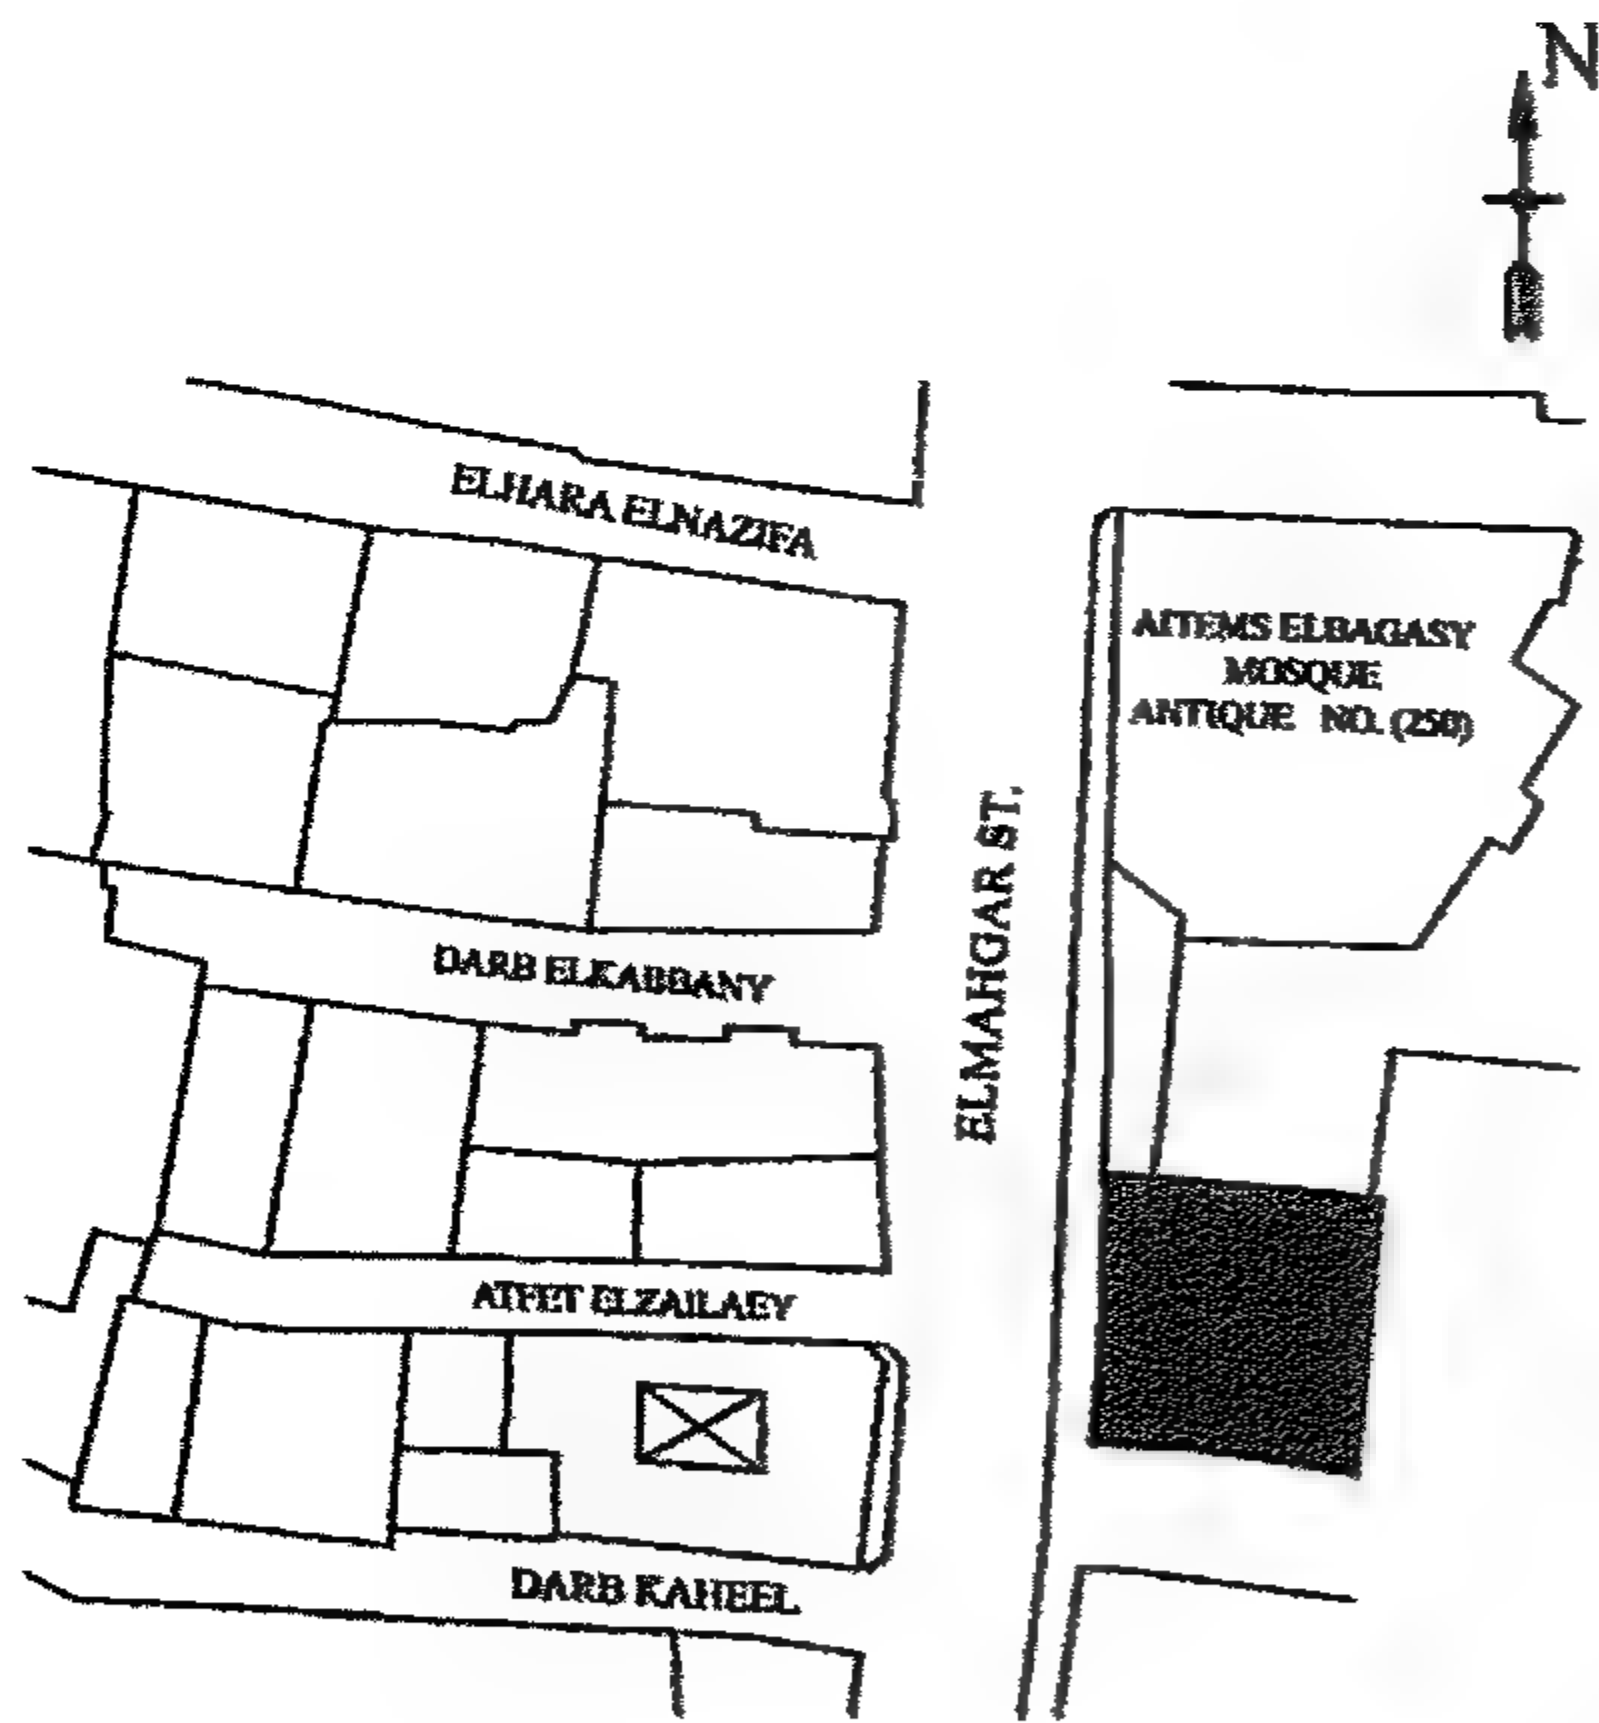 N
ELHARA ELNAZIFA
AITEMS ELBAGASY
MOSQUE
ANTIQUE NO. (250)
ELMAHGAR ST.
DARB ELKABBANY
ATFET ELZAILAEY
DARB KAHEEL